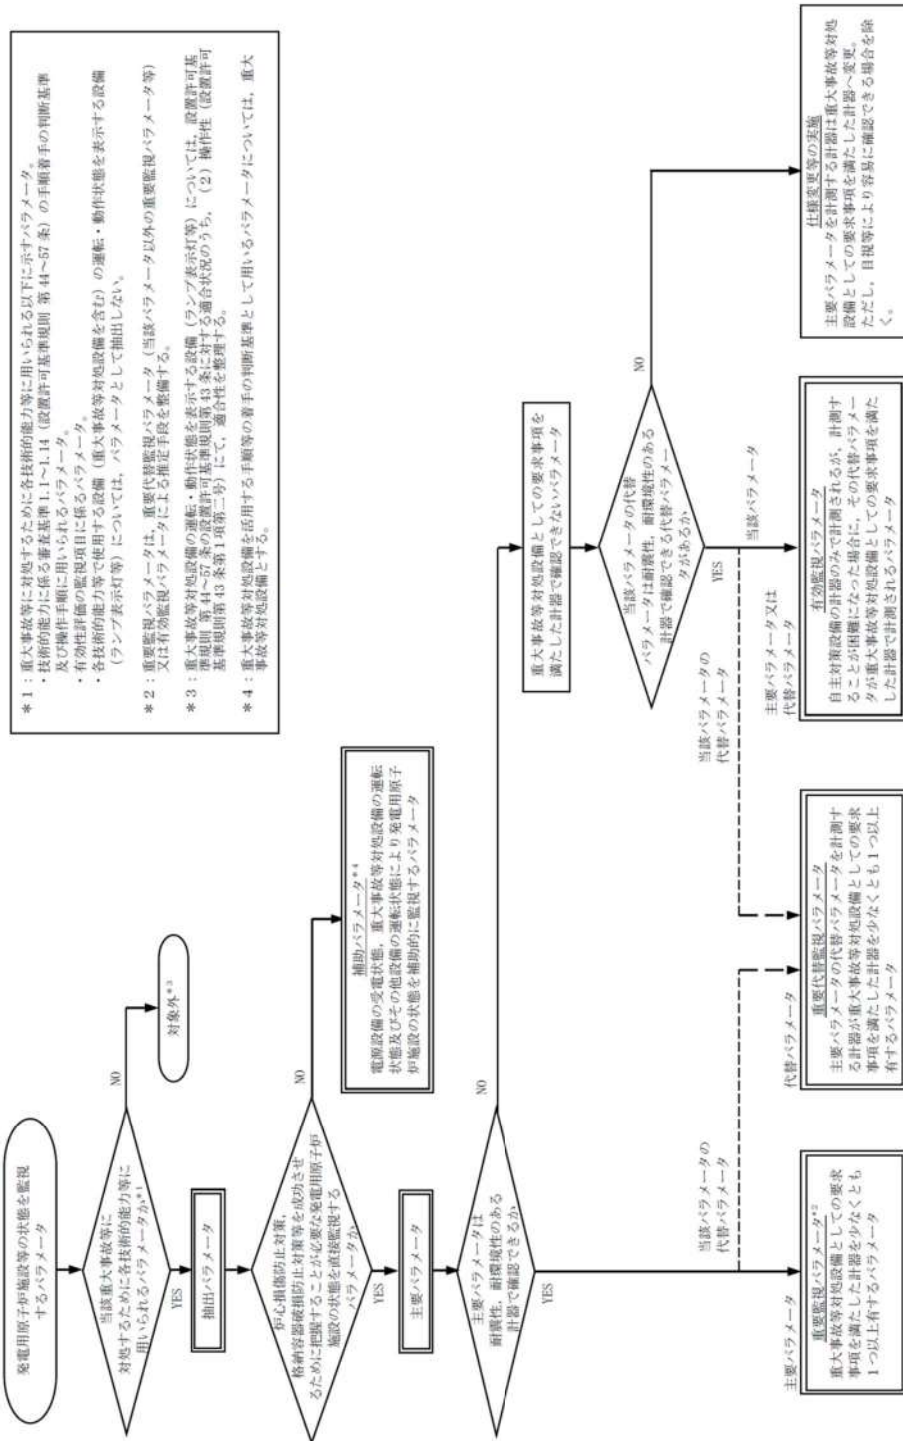 発電用原子炉施設等の状態を監視
するパラメータ
当該重大事故等に
対処するために各技術的能力等に
用いられるパラメータか*1
NO
対象外*3
YES
抽出パラメータ
炉心損傷防止対策,
格納容器破損防止対策等を成功させ
るために把握することが必要な発電用原子炉
施設の状態を直接監視する
パラメータか
NO
補助パラメータ*4
電源設備の受電状態,重大事故等対処設備の運転
状態及びその他設備の運転状態により発電用原子
炉施設の状態を補助的に監視するパラメータ
YES
主要パラメータ
主要パラメータは
耐震性,耐環境性のある
計器で確認できるか
NO
YES
重大事故等対処設備としての要求事項を
満たした計器で確認できないパラメータ
当該パラメータの代替
パラメータは耐震性,耐環境性のある
計器で確認できる代替パラメー
タがあるか
NO
YES
当該パラメータの
代替パラメータ
当該パラメータの
代替パラメータ
当該パラメータ
主要パラメータ
重要監視パラメータ*2
重大事故等対処設備としての要求
事項を満たした計器を少なくとも
1つ以上有するパラメータ
代替パラメータ
重要代替監視パラメータ
主要パラメータの代替パラメータを計測す
る計器が重大事故等対処設備としての要求
事項を満たした計器を少なくとも1つ以上
有するパラメータ
主要パラメータ又は
代替パラメータ
有効監視パラメータ
自主対策設備の計器のみで計測されるが,計測す
ることが困難になった場合に,その代替パラメー
タが重大事故等対処設備としての要求事項を満た
した計器で計測されるパラメータ
仕様変更等の実施
主要パラメータを計測する計器は重大事故等対処
設備としての要求事項を満たした計器へ変更。
ただし,目視等により容易に確認できる場合を除
く。
*1:重大事故等に対処するために各技術的能力等に用いられる以下に示すパラメータ。
・技術的能力に係る審査基準 1.1~1.14(設置許可基準規則 第44~57条)の手順着手の判断基準
及び操作手順に用いられるパラメータ。
・有効性評価の監視項目に係るパラメータ。
・各技術的能力等で使用する設備(重大事故等対処設備を含む)の運転・動作状態を表示する設備
(ランプ表示灯等)については,パラメータとして抽出しない。
*2:重要監視パラメータは,重要代替監視パラメータ(当該パラメータ以外の重要監視パラメータ等)
又は有効監視パラメータによる推定手段を整備する。
*3:重大事故等対処設備の運転・動作状態を表示する設備(ランプ表示灯等)については,設置許可基
準規則 第44~57条の設置許可基準規則第43条に対する適合状況のうち,(2)操作性(設置許可
基準規則第43条第1項第二号)にて,適合性を整理する。
*4:重大事故等対処設備を活用する手順等の着手の判断基準として用いるパラメータについては,重大
事故等対処設備とする。